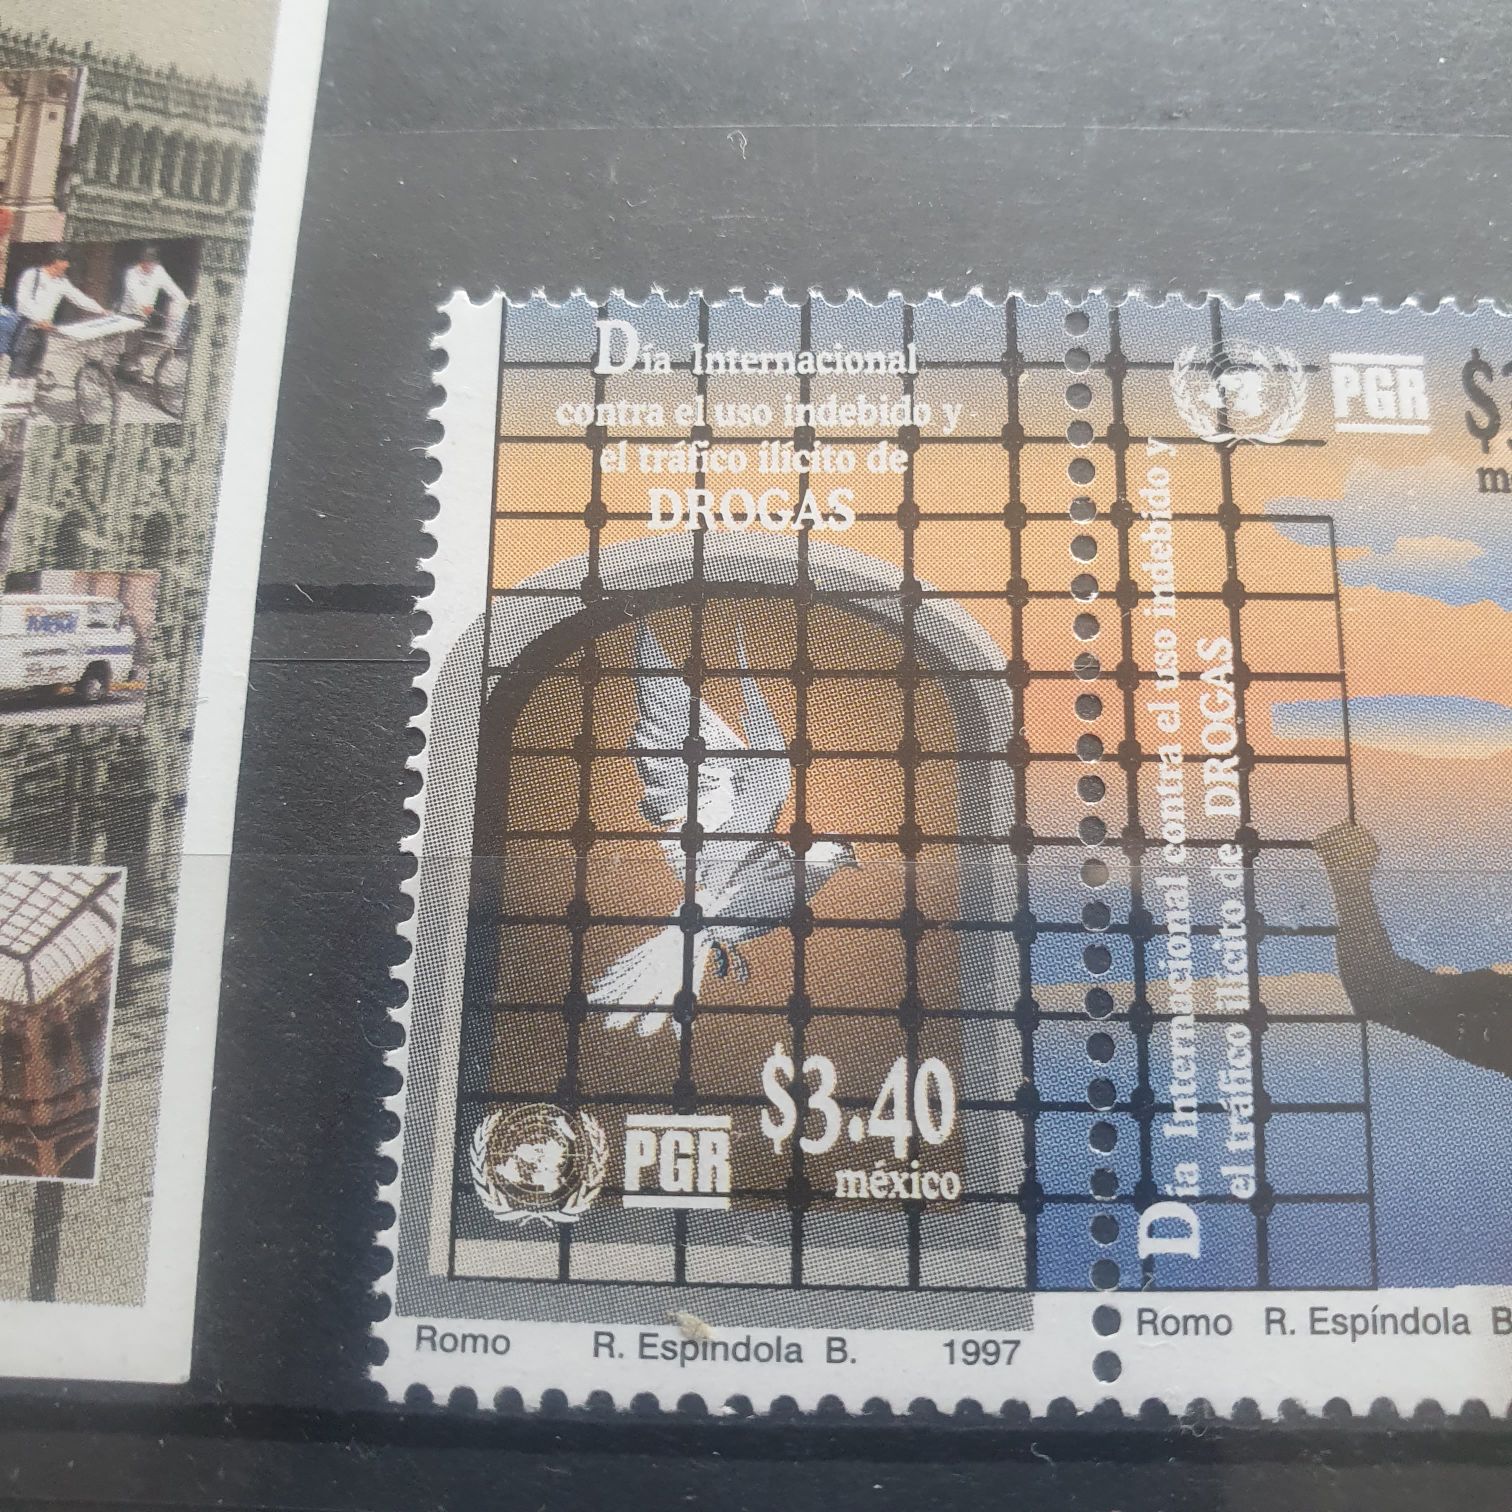 Día Internacional
contra el uso indebido y
el tráfico ilícito de
DROGAS
PGR
$3.40
méxico
Romo R. Espíndola B. 1997
PGR
Día Internacional contra el uso indebido y
el tráfico ilícito de DROGAS
Romo R. Espíndola B